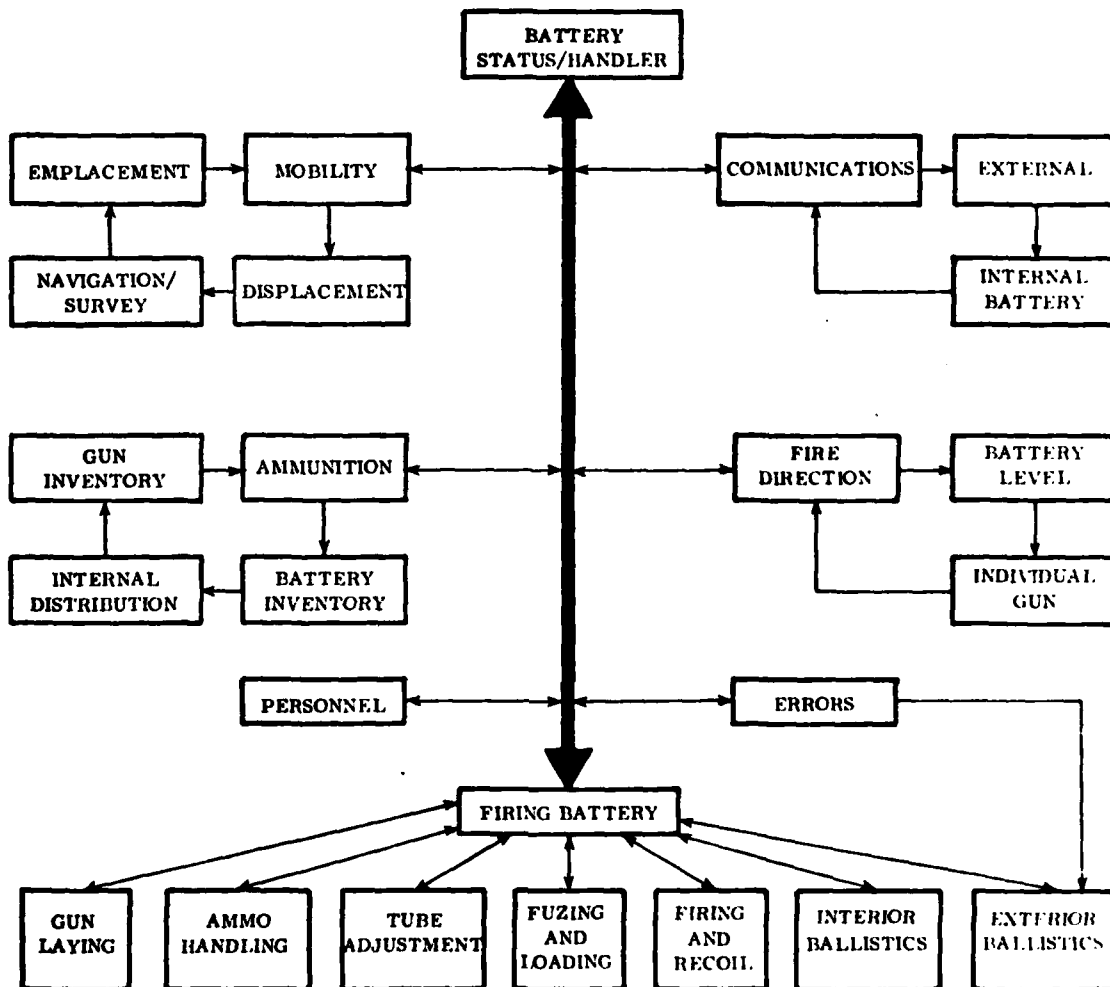 BATTERY
STATUS/HANDLER
EMPLACEMENT
MOBILITY
COMMUNICATIONS
EXTERNAL
NAVIGATION/
SURVEY
DISPLACEMENT
INTERNAL
BATTERY
GUN
INVENTORY
AMMUNITION
FIRE
DIRECTION
BATTERY
LEVEL
INTERNAL
DISTRIBUTION
BATTERY
INVENTORY
INDIVIDUAL
GUN
PERSONNEL
ERRORS
FIRING BATTERY
GUN
LAYING
AMMO
HANDLING
TUBE
ADJUSTMENT
FUZING
AND
LOADING
FIRING
AND
RECOIL
INTERIOR
BALLISTICS
EXTERIOR
BALLISTICS